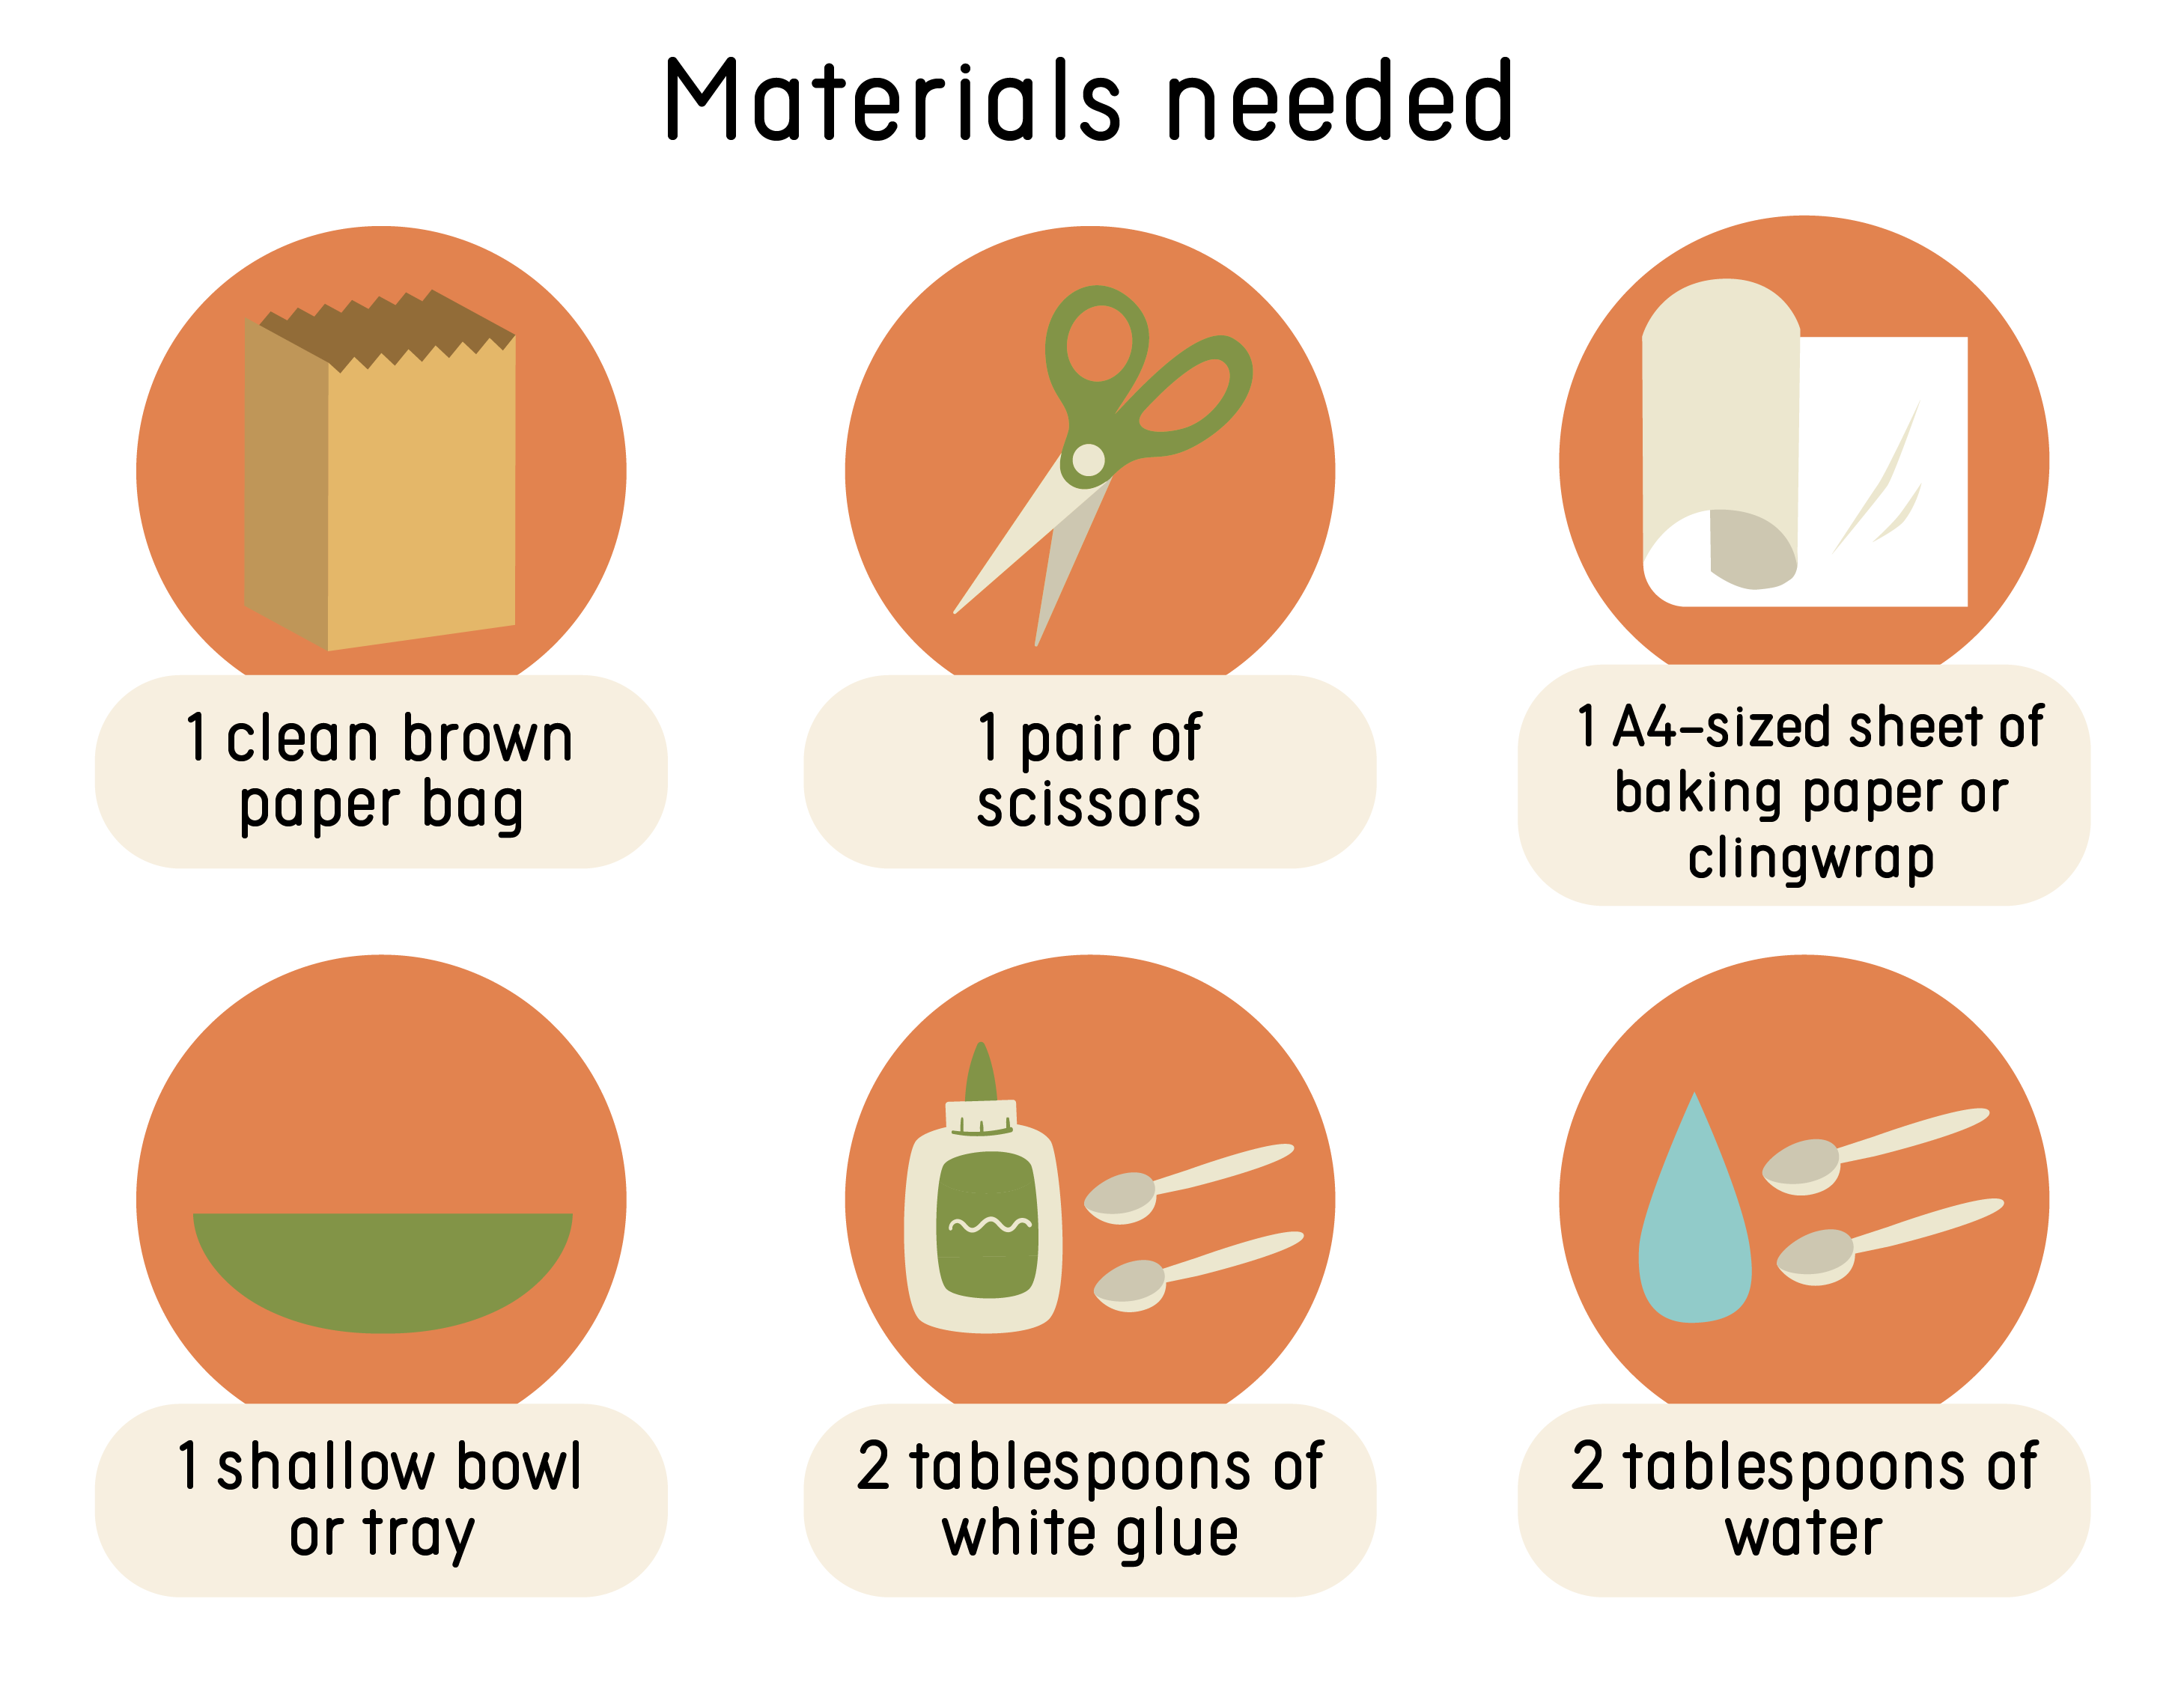 Materials needed
1 clean brown
paper bag
1 pair of
scissors
1 A4-sized sheet of
baking paper or
clingwrap
1 shallow bowl
or tray
2 tablespoons of
white glue
2 tablespoons of
water